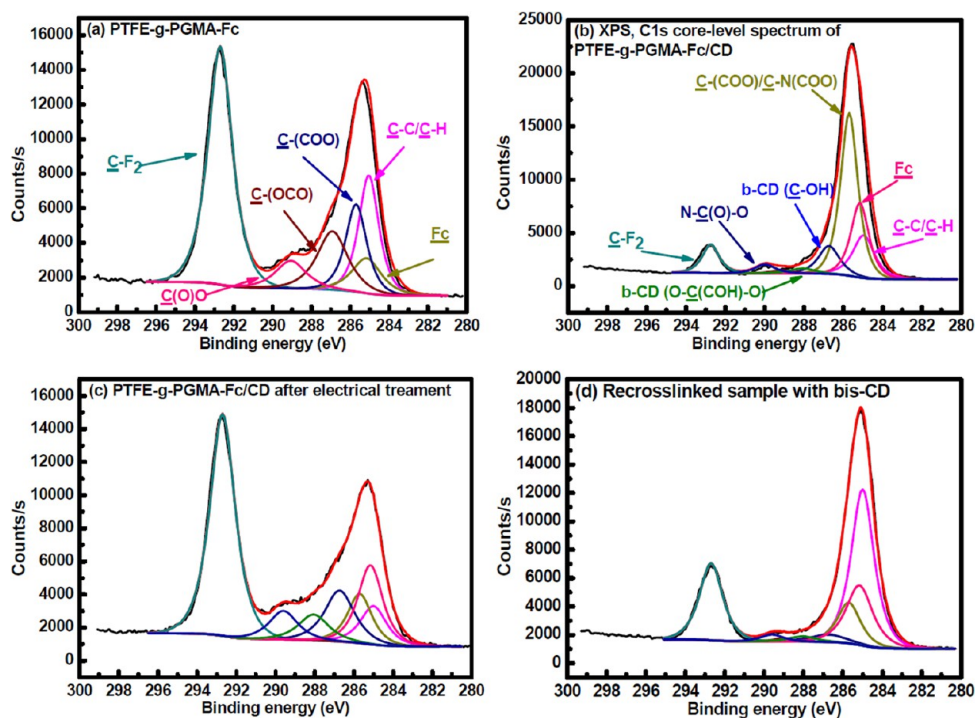 (a) PTFE-g-PGMA-Fc
16000
14000
12000
10000
8000
6000
4000
2000
0
Counts/s
C-F2
C-(OCO)
C(O)O
C-(COO)
C-C/C-H
Fc
300 298 296 294 292 290 288 286 284 282 280
Binding energy (eV)
(b) XPS, C1s core-level spectrum of
PTFE-g-PGMA-Fc/CD
25000
20000
15000
10000
5000
0
Counts/s
C-(COO)/C-N(COO)
Fc
b-CD (C-OH)
N-C(O)-O
C-F2
C-C/C-H
b-CD (O-C(COH)-O)
300 298 296 294 292 290 288 286 284 282 280
Binding energy (eV)
(c) PTFE-g-PGMA-Fc/CD after electrical treament
16000
14000
12000
10000
8000
6000
4000
2000
0
Counts/s
300 298 296 294 292 290 288 286 284 282 280
Binding energy (eV)
(d) Recrosslinked sample with bis-CD
18000
16000
14000
12000
10000
8000
6000
4000
2000
0
Counts/s
300 298 296 294 292 290 288 286 284 282 280
Binding energy (eV)